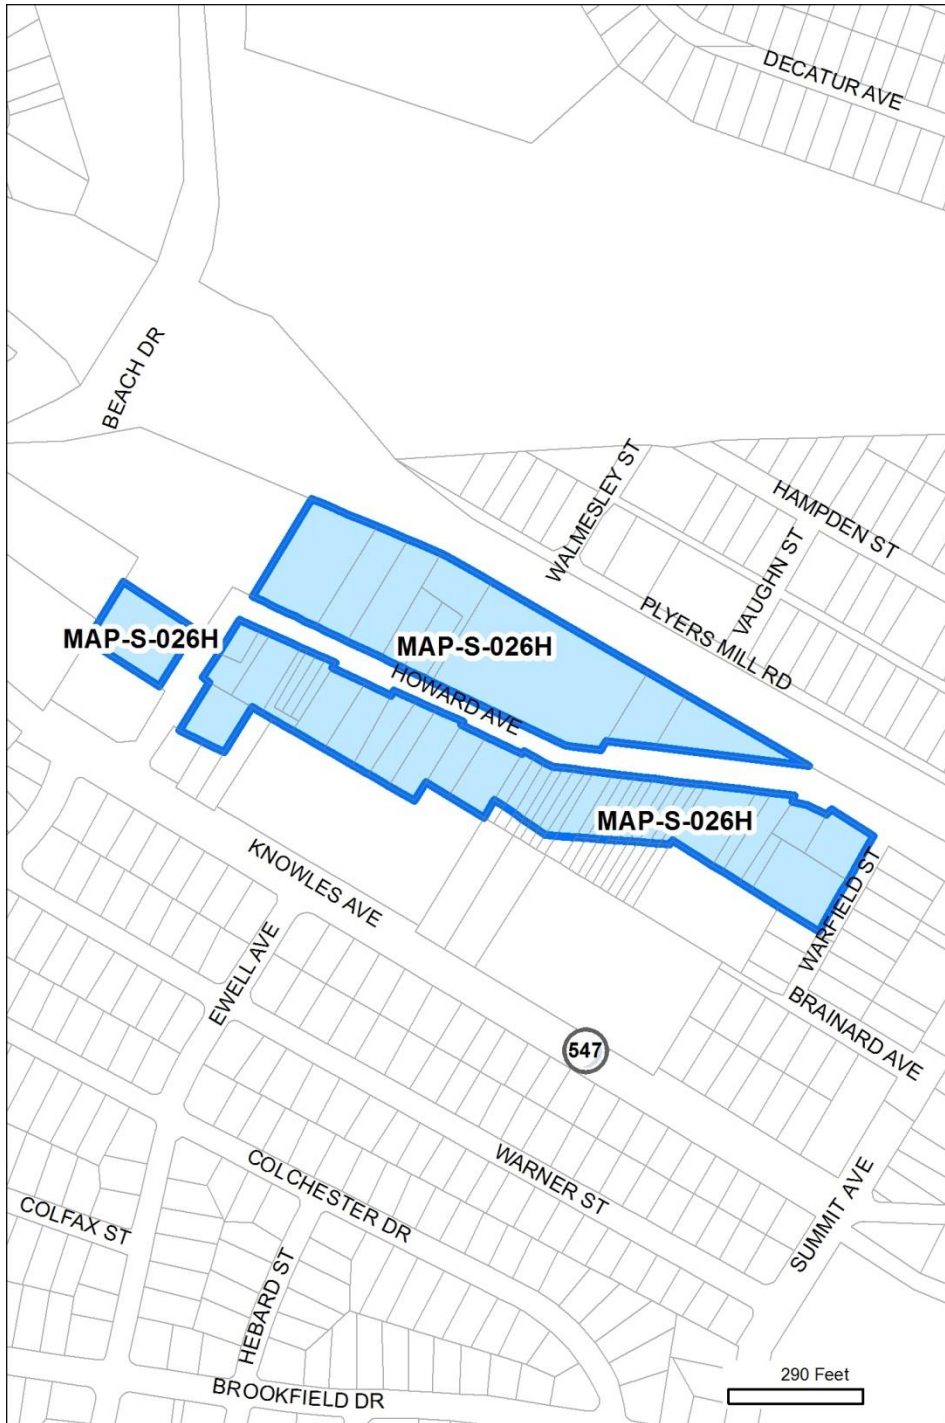 DECATUR AVE
BEACH DR
WALMESLEY ST
HAMPDEN ST
VAUGHN ST
PLYERS MILL RD
MAP-S-026H
MAP-S-026H
HOWARD AVE
MAP-S-026H
KNOWLES AVE
WARFIELD ST
EWELL AVE
BRAINARD AVE
547
WARNER ST
COLCHESTER DR
SUMMIT AVE
COLFAX ST
HEBARD ST
290 Feet
BROOKFIELD DR